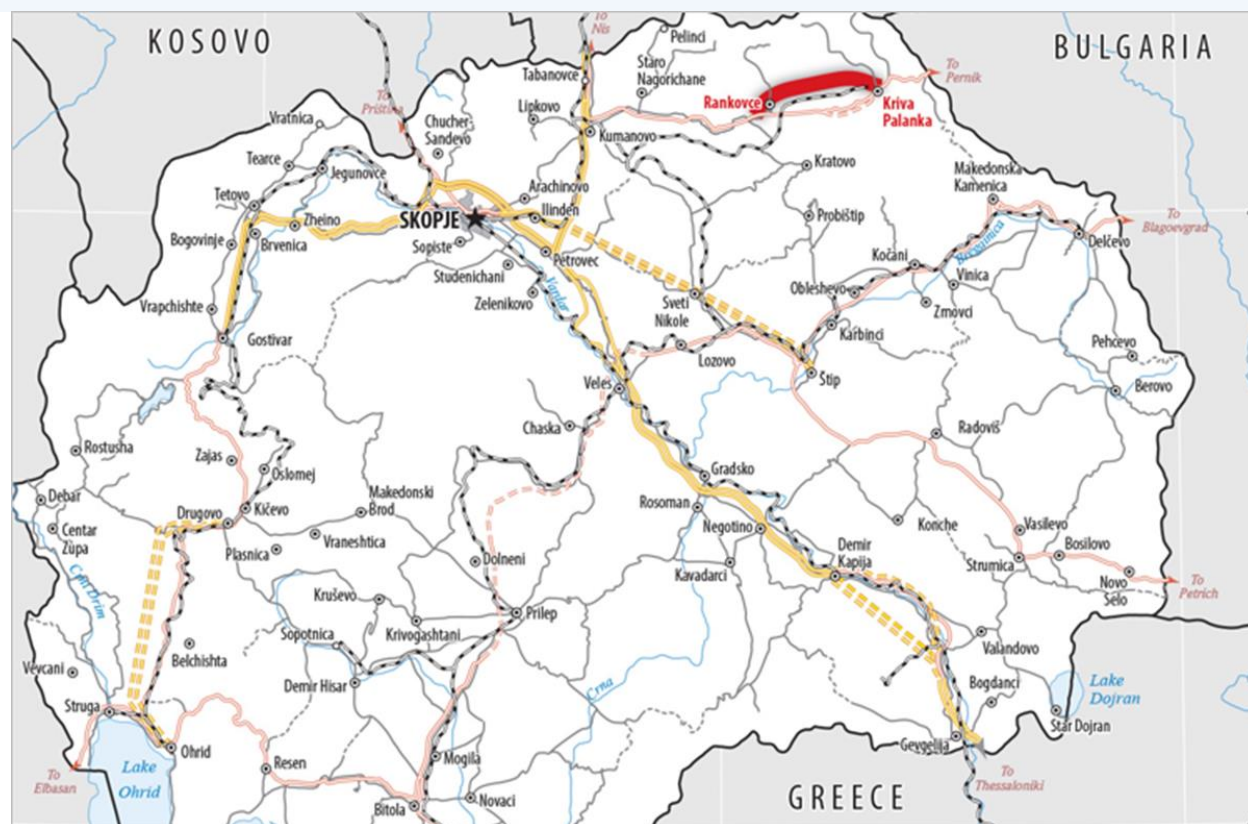 KOSOVO
BULGARIA
GREECE
To
Nis
Pelinci
Tabanovce
Staro
Nagorichane
To
Pernik
To
Priština
Lipkovo
Rankovce
Kriva
Palanka
Vratnica
Chucher-
Sandevo
Kumanovo
Tearce
Jegunovce
Kratovo
Makedonska
Kamenica
Tetovo
Arachinovo
Zheino
SKOPJE
Ilinden
Probištip
To
Blagoevgrad
Bogovinje
Brvenica
Sopiste
Petrovec
Delčevo
Studenichani
Kočani
Bregalnica
Vinica
Vardar
Zelenikovo
Sveti
Nikole
Obleshevo
Zrnovci
Vrapchishte
Karbinci
Gostivar
Lozovo
Pehcevo
Štip
Veles
Berovo
Chaska
Radoviš
Rostusha
Zajas
Oslomej
Gradsko
Debar
Makedonski
Brod
Rosoman
Kičevo
Drugovo
Centar
Zupa
Negotino
Konche
Vasilevo
Vraneshtica
Plasnica
Demir
Kapija
Bosilovo
Strumica
Dolneni
Kavadarci
Novo
Selo
To
Petrich
Crni Drim
Kruševo
Prilep
Krivogashtani
Sopotnica
Valandovo
Belchishta
Vevcani
Demir Hisar
Crna
Bogdanci
Lake
Dojran
Struga
Star Dojran
Ohrid
Gevgelija
Mogila
Resen
To
Elbasan
Lake
Ohrid
To
Thessaloniki
Novaci
Bitola